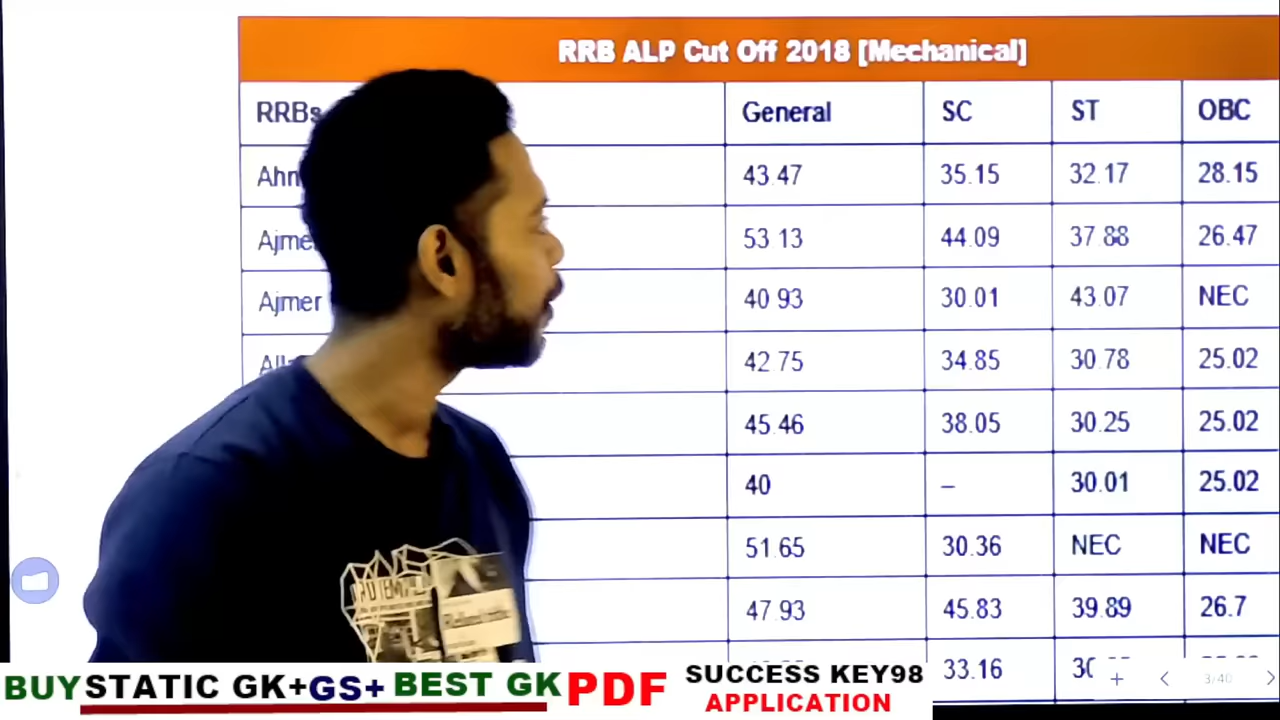 RRB ALP Cut Off 2018 [Mechanical]
RRBs General SC ST OBC
43.47 35.15 32.17 28.15
53.13 44.09 37.88 26.47
Ajmer 40.93 30.01 43.07 NEC
42.75 34.85 30.78 25.02
45.46 38.05 30.25 25.02
40 – 30.01 25.02
51.65 30.36 NEC NEC
47.93 45.83 39.89 26.7
33.16
3/40
BUY STATIC GK+GS+ BEST GK PDF
SUCCESS KEY98
APPLICATION